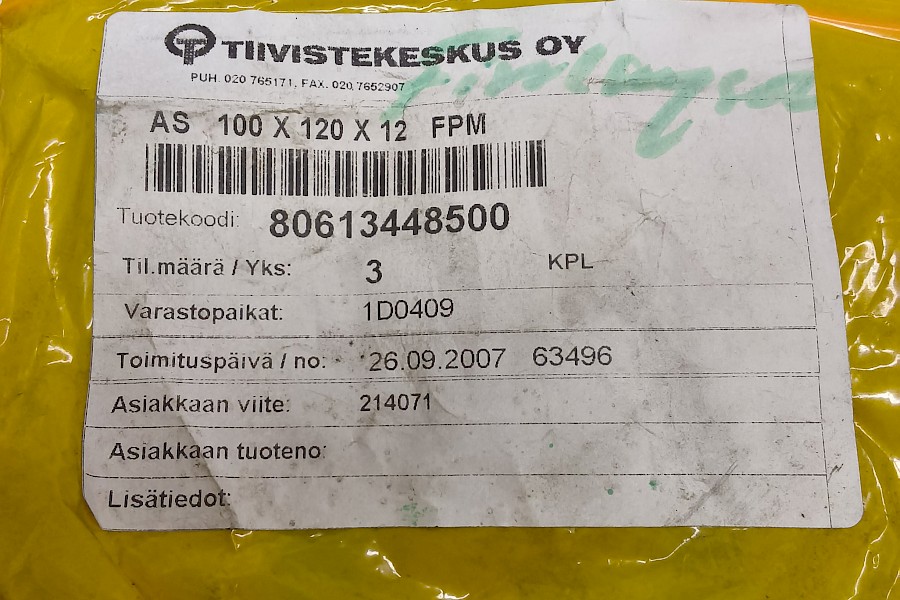 TIIVISTEKESKUS OY
PUH. 020 765171, FAX. 020 7652907
AS 100 X 120 X 12 FPM
Tuotekoodi: 80613448500
Til.määrä / Yks: 3 KPL
Varastopaikat: 1D0409
Toimituspäivä / no: 26.09.2007 63496
Asiakkaan viite: 214071
Asiakkaan tuoteno:
Lisätiedot: